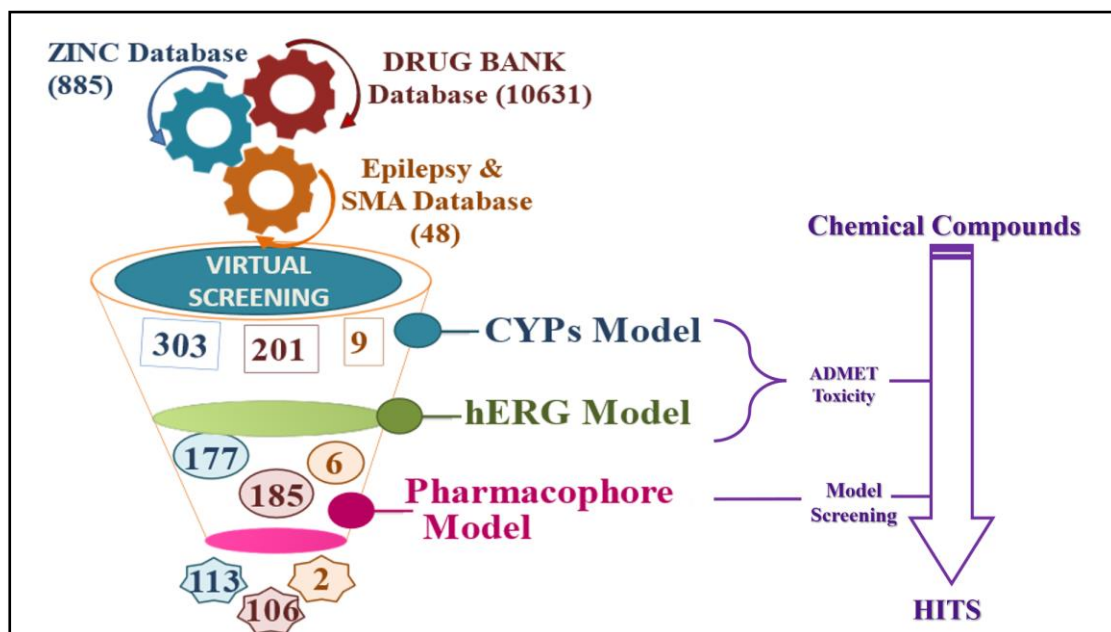 ZINC Database
(885)
DRUG BANK
Database (10631)
Epilepsy &
SMA Database
(48)
VIRTUAL
SCREENING
303
201
9
CYPs Model
hERG Model
177
185
6
Pharmacophore
Model
113
106
2
Chemical Compounds
ADMET
Toxicity
Model
Screening
HITS